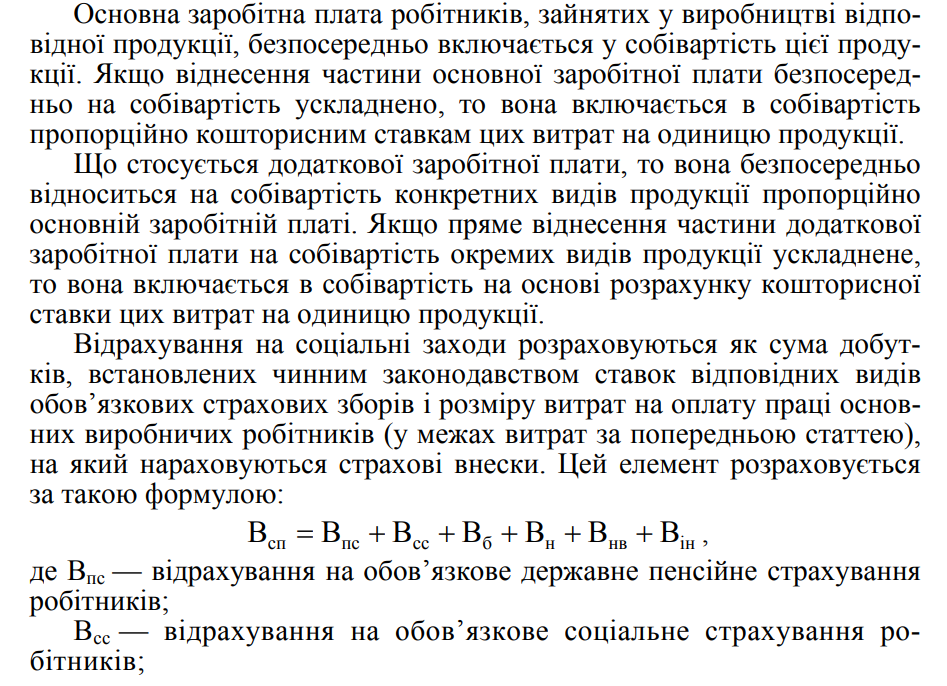 Основна заробітна плата робітників, зайнятих у виробництві відпо-
відної продукції, безпосередньо включається у собівартість цієї проду-
кції. Якщо віднесення частини основної заробітної плати безпосеред-
ньо на собівартість ускладнено, то вона включається в собівартість
пропорційно кошторисним ставкам цих витрат на одиницю продукції.
Що стосується додаткової заробітної плати, то вона безпосередньо
відноситься на собівартість конкретних видів продукції пропорційно
основній заробітній платі. Якщо пряме віднесення частини додаткової
заробітної плати на собівартість окремих видів продукції ускладнене,
то вона включається в собівартість на основі розрахунку кошторисної
ставки цих витрат на одиницю продукції.
Відрахування на соціальні заходи розраховуються як сума добут-
ків, встановлених чинним законодавством ставок відповідних видів
обов’язкових страхових зборів і розміру витрат на оплату праці основ-
них виробничих робітників (у межах витрат за попередньою статтею),
на який нараховуються страхові внески. Цей елемент розраховується
за такою формулою:
Всп = Впс + Всс + Вб + Вн + Внв + Він ,
де Впс — відрахування на обов’язкове державне пенсійне страхування
робітників;
Всс — відрахування на обов’язкове соціальне страхування ро-
бітників;